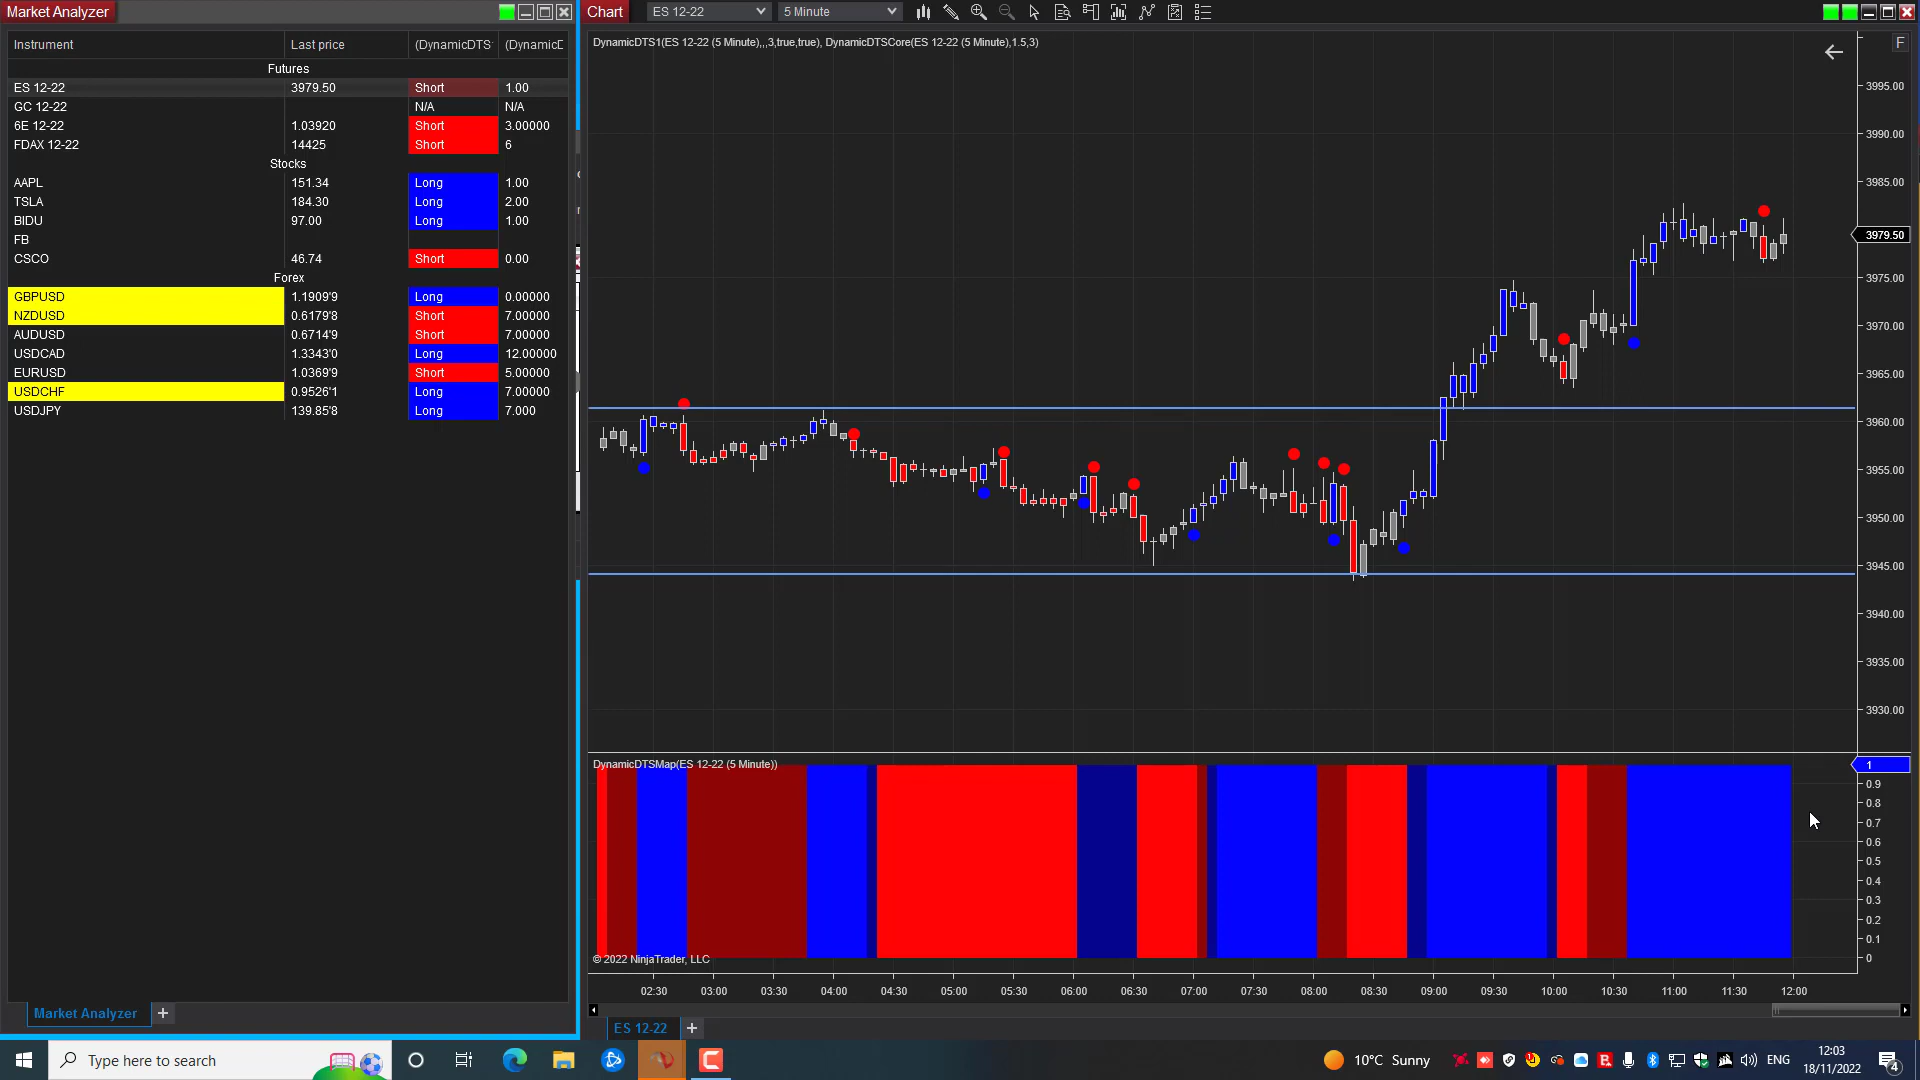 Market Analyzer
Instrument Last price (DynamicDTS (DynamicD
Futures
ES 12-22 3979.50 Short 1.00
GC 12-22 N/A N/A
6E 12-22 1.03920 Short 3.00000
FDAX 12-22 14425 Short 6
Stocks
AAPL 151.34 Long 1.00
TSLA 184.30 Long 2.00
BIDU 97.00 Long 1.00
FB
CSCO 46.74 Short 0.00
Forex
GBPUSD 1.1909'9 Long 0.00000
NZDUSD 0.6179'8 Short 7.00000
AUDUSD 0.6714'9 Short 7.00000
USDCAD 1.3343'0 Long 12.00000
EURUSD 1.0369'9 Short 5.00000
USDCHF 0.9526'1 Long 7.00000
USDJPY 139.85'8 Long 7.000
Market Analyzer +
Chart ES 12-22 5 Minute
DynamicDTS1(ES 12-22 (5 Minute),,,3,true,true), DynamicDTSCore(ES 12-22 (5 Minute),1.5,3)
F
3995.00
3990.00
3985.00
3979.50
3975.00
3970.00
3965.00
3960.00
3955.00
3950.00
3945.00
3940.00
3935.00
3930.00
DynamicDTSMap(ES 12-22 (5 Minute))
1
0.9
0.8
0.7
0.6
0.5
0.4
0.3
0.2
0.1
0
© 2022 NinjaTrader, LLC
02:30 03:00 03:30 04:00 04:30 05:00 05:30 06:00 06:30 07:00 07:30 08:00 08:30 09:00 09:30 10:00 10:30 11:00 11:30 12:00
ES 12-22 +
Type here to search
10°C Sunny
ENG
12:03
18/11/2022
4